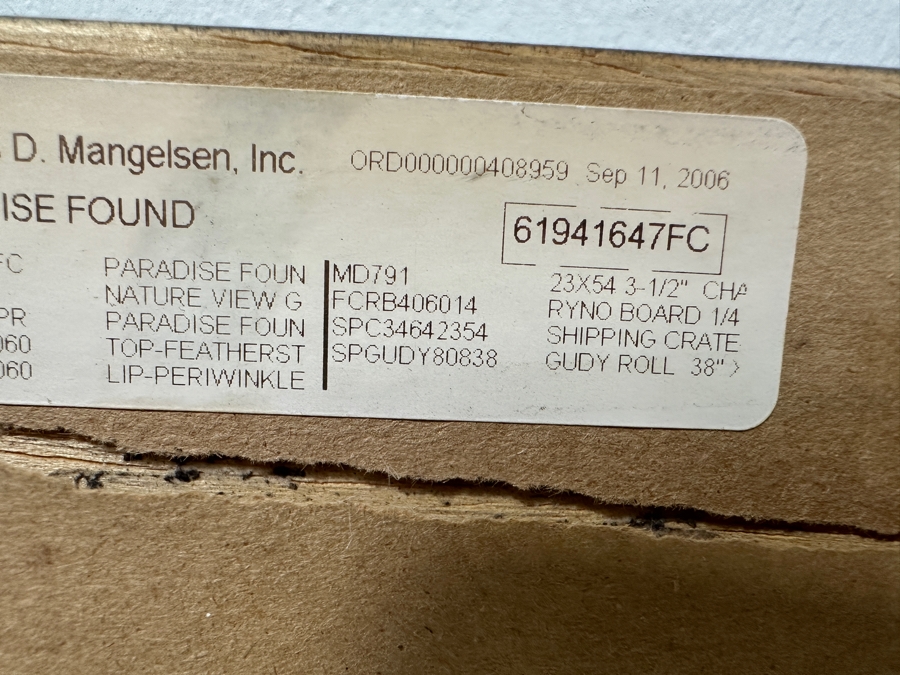 D. Mangelsen, Inc. ORD000000408959 Sep 11, 2006
ISE FOUND
61941647FC
FC PARADISE FOUN MD791 23X54 3-1/2" CHA
NATURE VIEW G FCRB406014 RYNO BOARD 1/4
PR PARADISE FOUN SPC34642354 SHIPPING CRATE
060 TOP-FEATHERST SPGUDY80838 GUDY ROLL 38"
060 LIP-PERIWINKLE